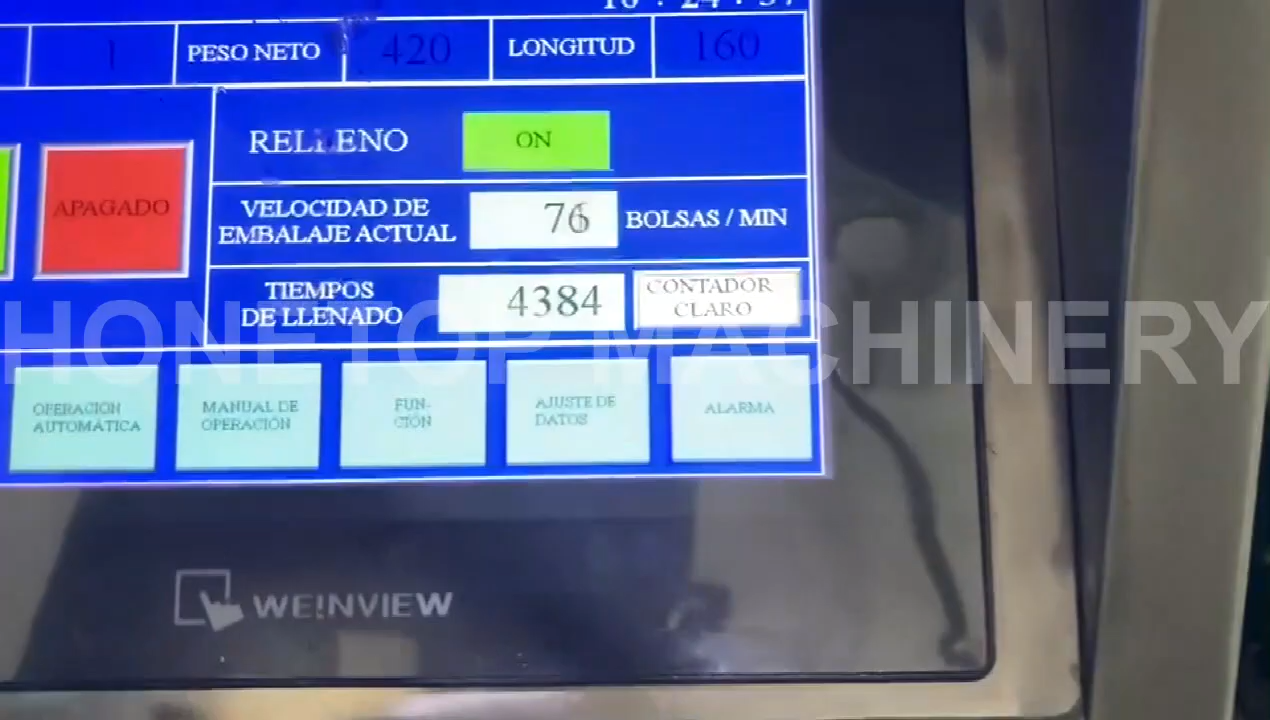 1 PESO NETO 420 LONGITUD 160
RELLENO ON
APAGADO
VELOCIDAD DE
EMBALAJE ACTUAL
76 BOLSAS / MIN
TIEMPOS
DE LLENADO
4384
CONTADOR
CLARO
HONETOP MACHINERY
OPERACIÓN
AUTOMÁTICA
MANUAL DE
OPERACIÓN
FUN-
CIÓN
AJUSTE DE
DATOS
ALARMA
WEINVIEW